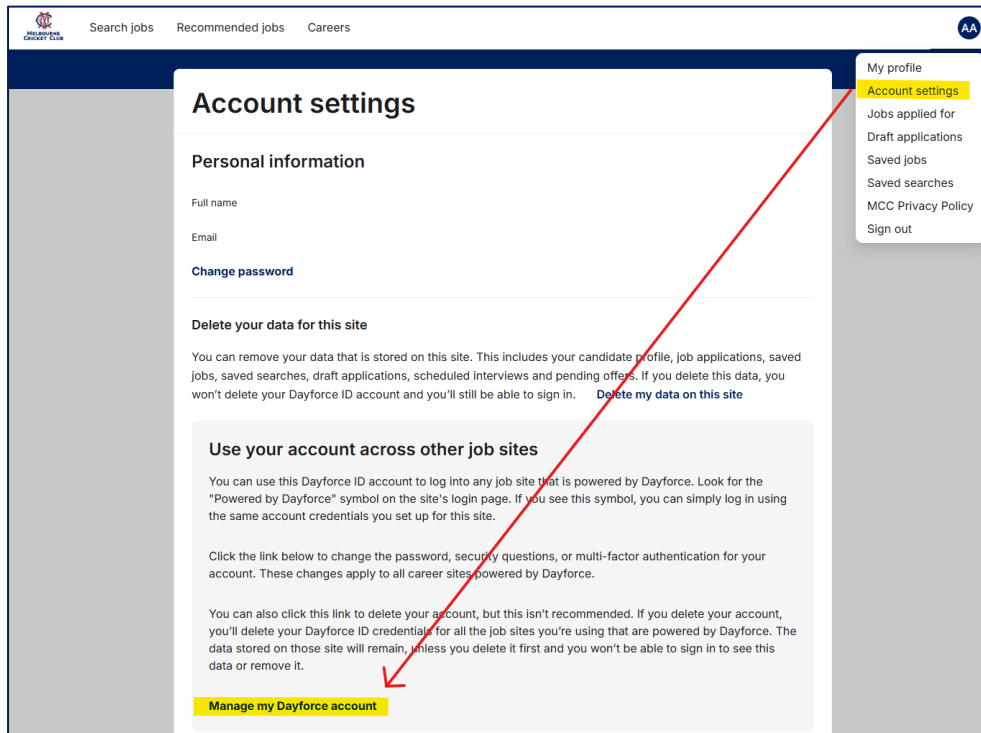 MELBOURNE
CRICKET CLUB
Search jobs Recommended jobs Careers
AA
My profile
Account settings
Jobs applied for
Draft applications
Saved jobs
Saved searches
MCC Privacy Policy
Sign out
Account settings
Personal information
Full name
Email
Change password
Delete your data for this site
You can remove your data that is stored on this site. This includes your candidate profile, job applications, saved
jobs, saved searches, draft applications, scheduled interviews and pending offers. If you delete this data, you
won't delete your Dayforce ID account and you'll still be able to sign in. Delete my data on this site
Use your account across other job sites
You can use this Dayforce ID account to log into any job site that is powered by Dayforce. Look for the
"Powered by Dayforce" symbol on the site's login page. If you see this symbol, you can simply log in using
the same account credentials you set up for this site.
Click the link below to change the password, security questions, or multi-factor authentication for your
account. These changes apply to all career sites powered by Dayforce.
You can also click this link to delete your account, but this isn't recommended. If you delete your account,
you'll delete your Dayforce ID credentials for all the job sites you're using that are powered by Dayforce. The
data stored on those site will remain, unless you delete it first and you won't be able to sign in to see this
data or remove it.
Manage my Dayforce account